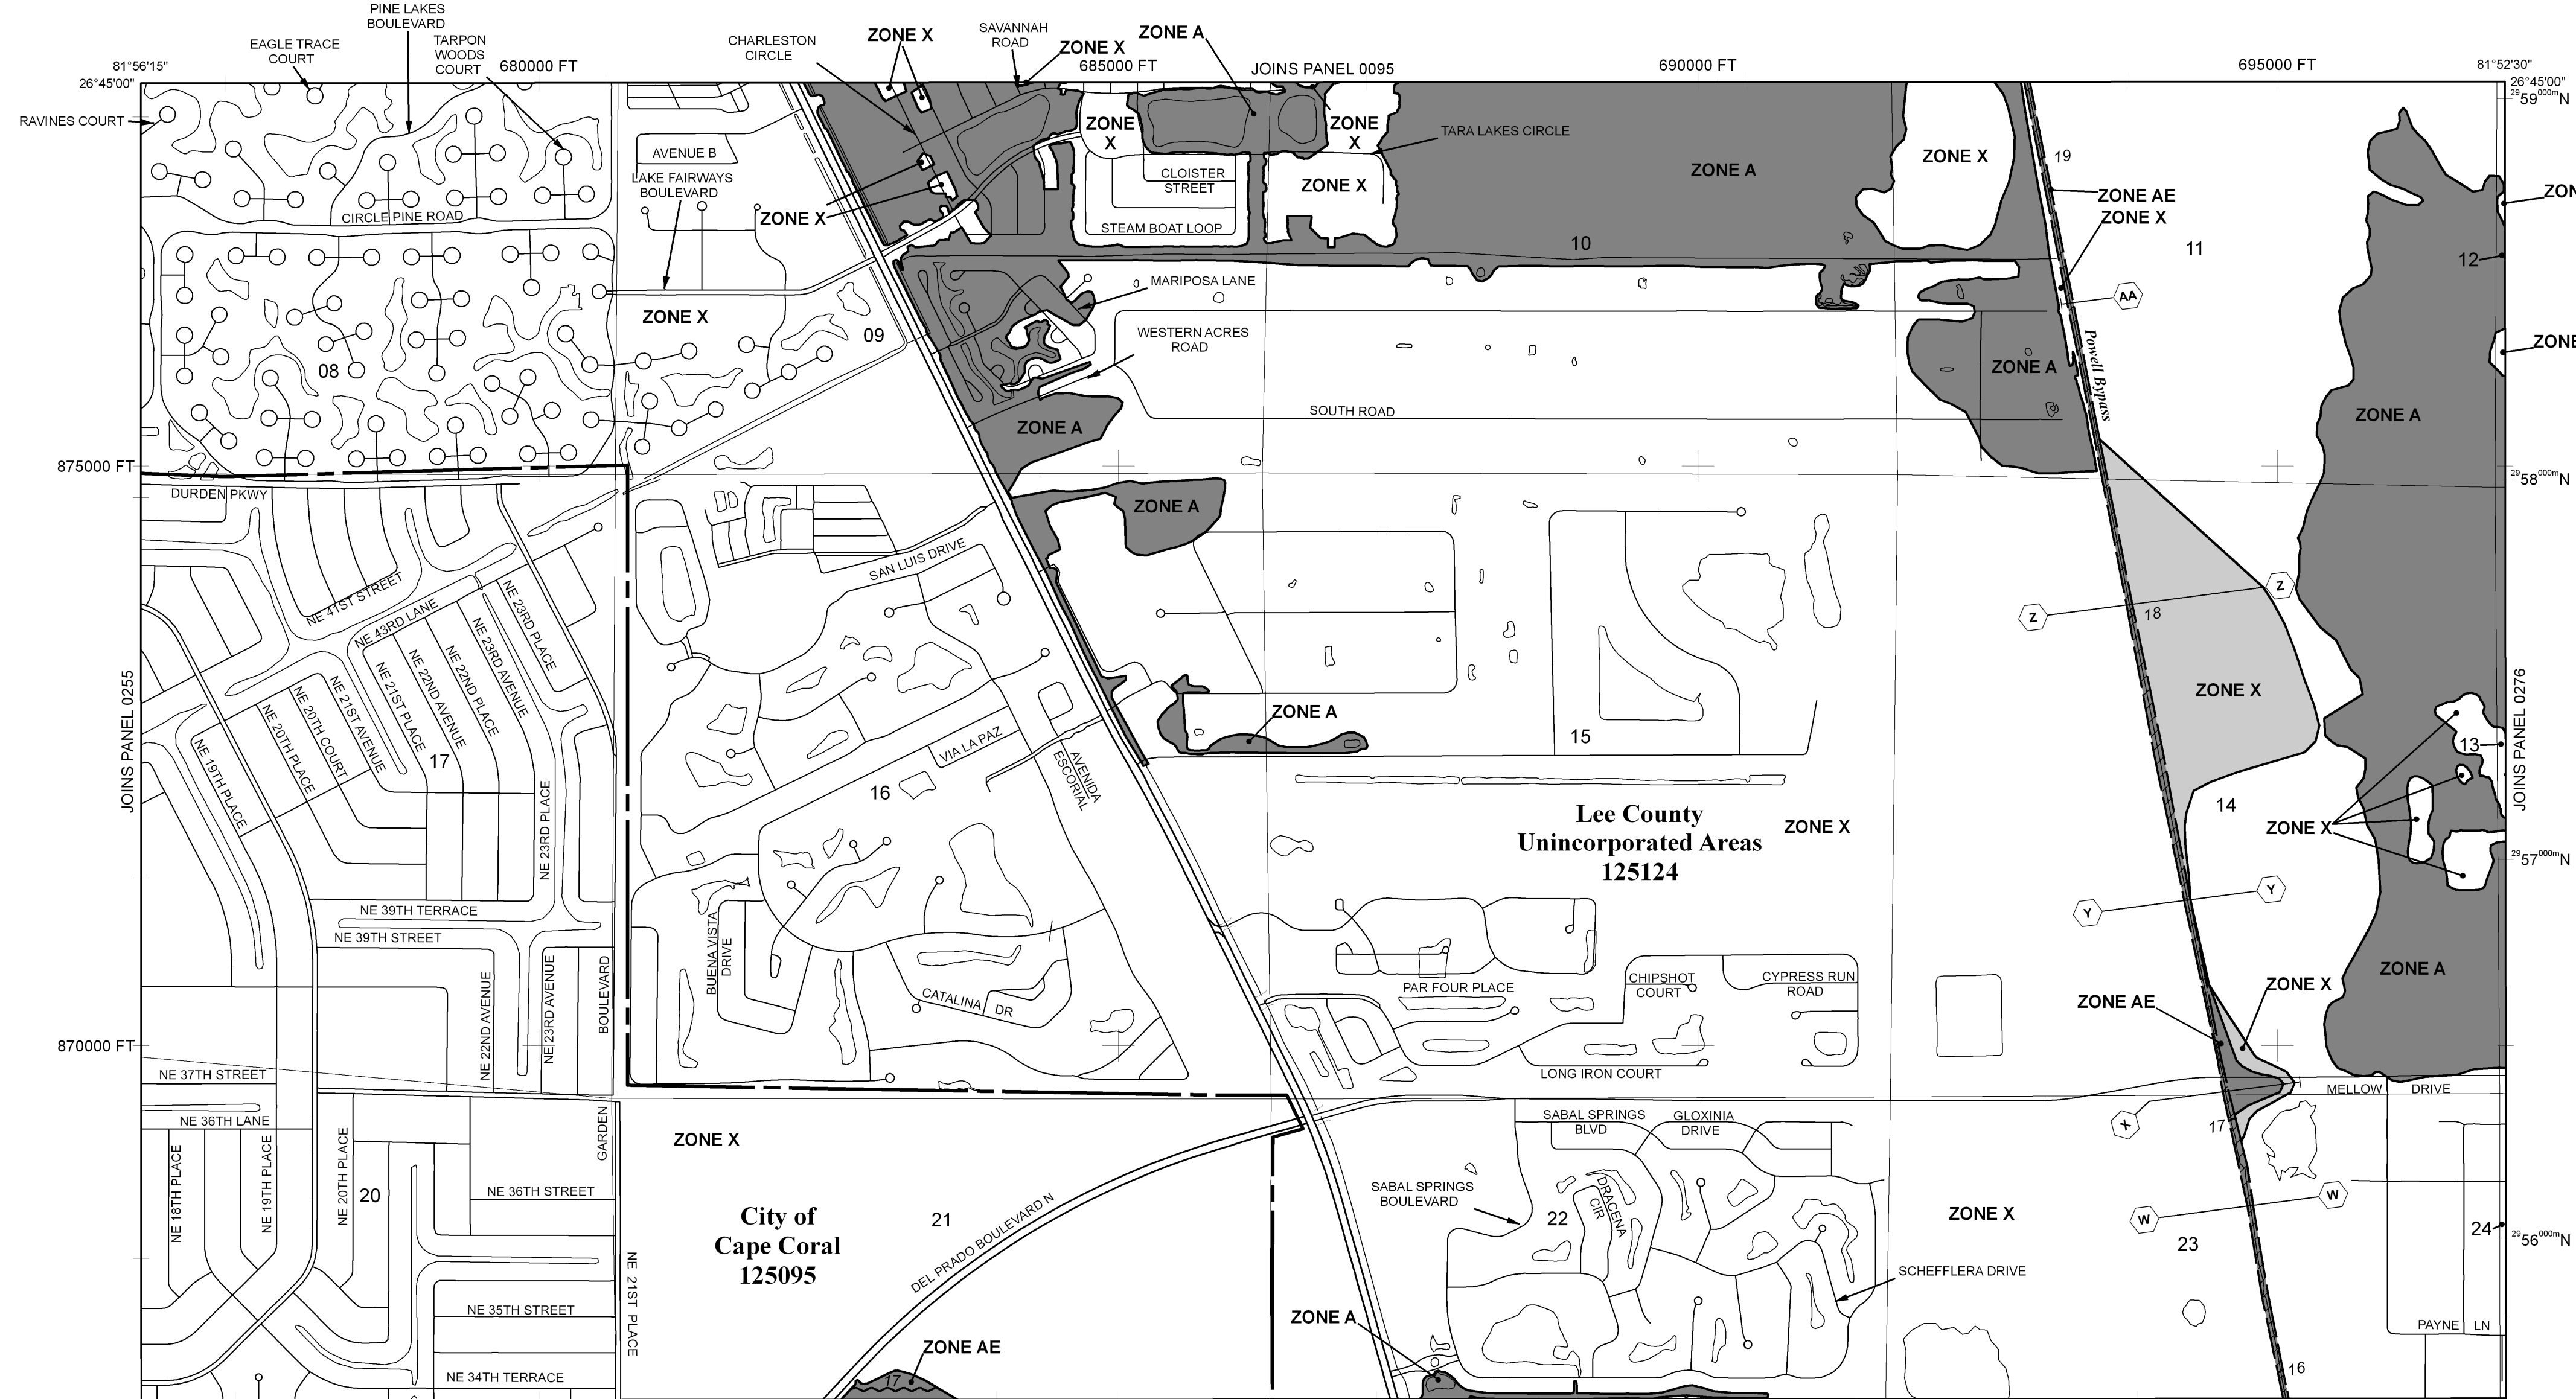 PINE LAKES
BOULEVARD
EAGLE TRACE
COURT
TARPON
WOODS
COURT
CHARLESTON
CIRCLE
ZONE X
SAVANNAH
ROAD
ZONE X
ZONE A
81°56'15"
680000 FT
685000 FT
JOINS PANEL 0095
690000 FT
695000 FT
81°52'30"
26°45'00"
26°45'00"
2959000mN
RAVINES COURT
AVENUE B
LAKE FAIRWAYS
BOULEVARD
CIRCLE PINE ROAD
ZONE X
ZONE
X
CLOISTER
STREET
STEAM BOAT LOOP
ZONE
X
ZONE X
TARA LAKES CIRCLE
ZONE A
ZONE X
19
ZONE AE
ZONE X
10
11
12
ZON
AA
MARIPOSA LANE
WESTERN ACRES
ROAD
ZONE X
09
08
ZONE A
Powell Bypass
ZONE
ZONE A
SOUTH ROAD
ZONE A
875000 FT
2958000mN
DURDEN PKWY
ZONE A
SAN LUIS DRIVE
NE 41ST STREET
NE 43RD LANE
NE 23RD PLACE
NE 23RD AVENUE
NE 22ND PLACE
NE 22ND AVENUE
NE 21ST PLACE
NE 21ST AVENUE
NE 20TH COURT
NE 20TH PLACE
NE 19TH PLACE
17
Z
Z
18
ZONE X
JOINS PANEL 0255
JOINS PANEL 0276
ZONE A
15
VIA LA PAZ
AVENIDA
ESCORIAL
16
13
14
ZONE X
Lee County
Unincorporated Areas
125124
ZONE X
2957000mN
NE 23RD PLACE
NE 39TH TERRACE
NE 39TH STREET
Y
Y
BUENA VISTA
DRIVE
CATALINA
DR
NE 22ND AVENUE
NE 23RD AVENUE
BOULEVARD
PAR FOUR PLACE
CHIPSHOT
COURT
CYPRESS RUN
ROAD
ZONE A
ZONE X
ZONE AE
870000 FT
NE 37TH STREET
LONG IRON COURT
MELLOW
DRIVE
NE 36TH LANE
GARDEN
ZONE X
SABAL SPRINGS
BLVD
GLOXINIA
DRIVE
X
17
NE 18TH PLACE
NE 19TH PLACE
NE 20TH PLACE
20
NE 36TH STREET
SABAL SPRINGS
BOULEVARD
DRACENA
CIR
22
W
W
ZONE X
23
24
2956000mN
City of
Cape Coral
125095
21
DEL PRADO BOULEVARD N
NE 21ST PLACE
SCHEFFLERA DRIVE
NE 35TH STREET
ZONE A
PAYNE
LN
ZONE AE
17
NE 34TH TERRACE
16